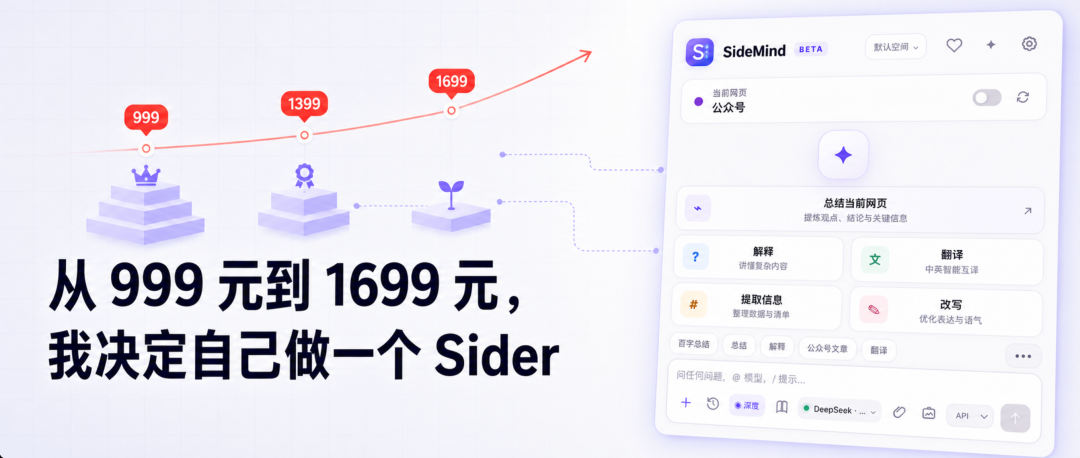 999
1399
1699
从 999 元到 1699 元，
我决定自己做一个 Sider
S
SideMind BETA
默认空间
当前网页
公众号
总结当前网页
提炼观点、结论与关键信息
?
解释
讲懂复杂内容
文
翻译
中英智能互译
#
提取信息
整理数据与清单
改写
优化表达与语气
百字总结 总结 解释 公众号文章 翻译
问任何问题，@ 模型，/ 提示...
深度 DeepSeek · ... API